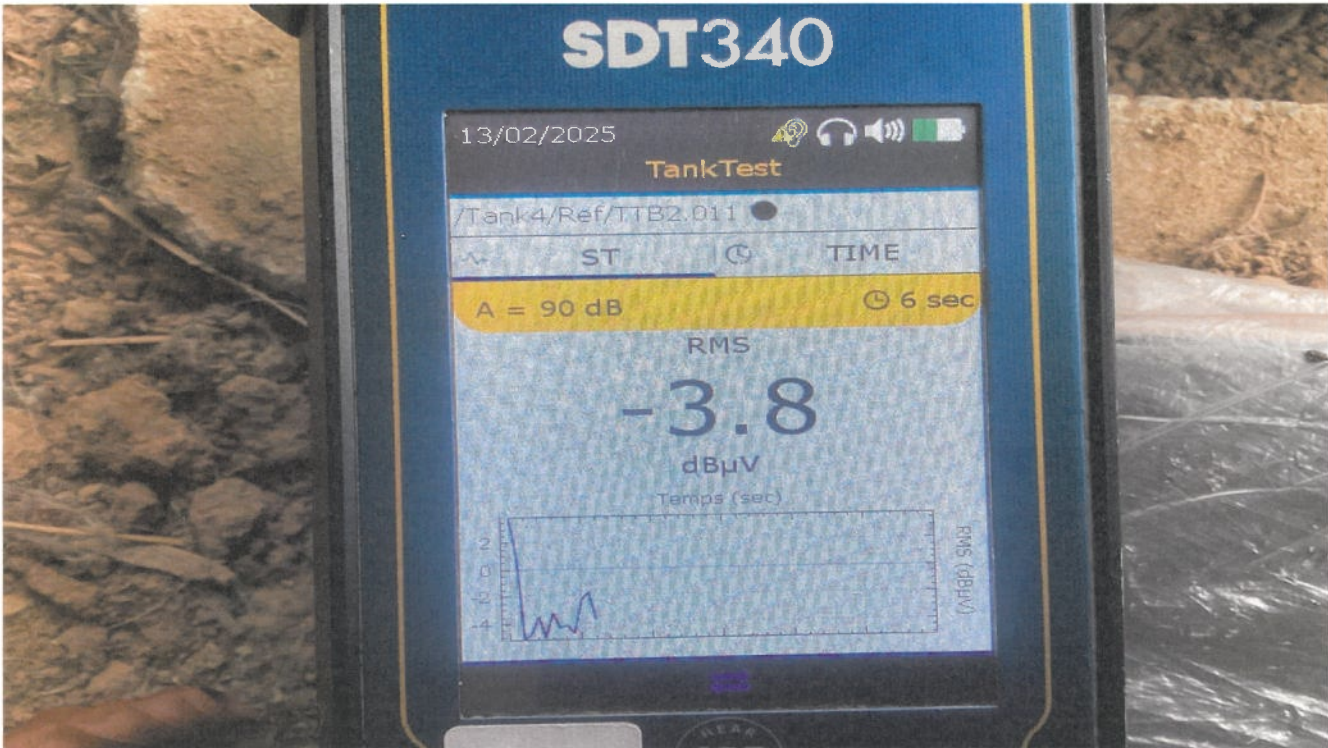 SDT340
13/02/2025
TankTest
/Tank4/Ref/TTB2.011
ST TIME
A = 90 dB 6 sec
RMS
-3.8
dBµV
Temps (sec)
2
0
-2
-4
RMS (dBµV)
HEAR